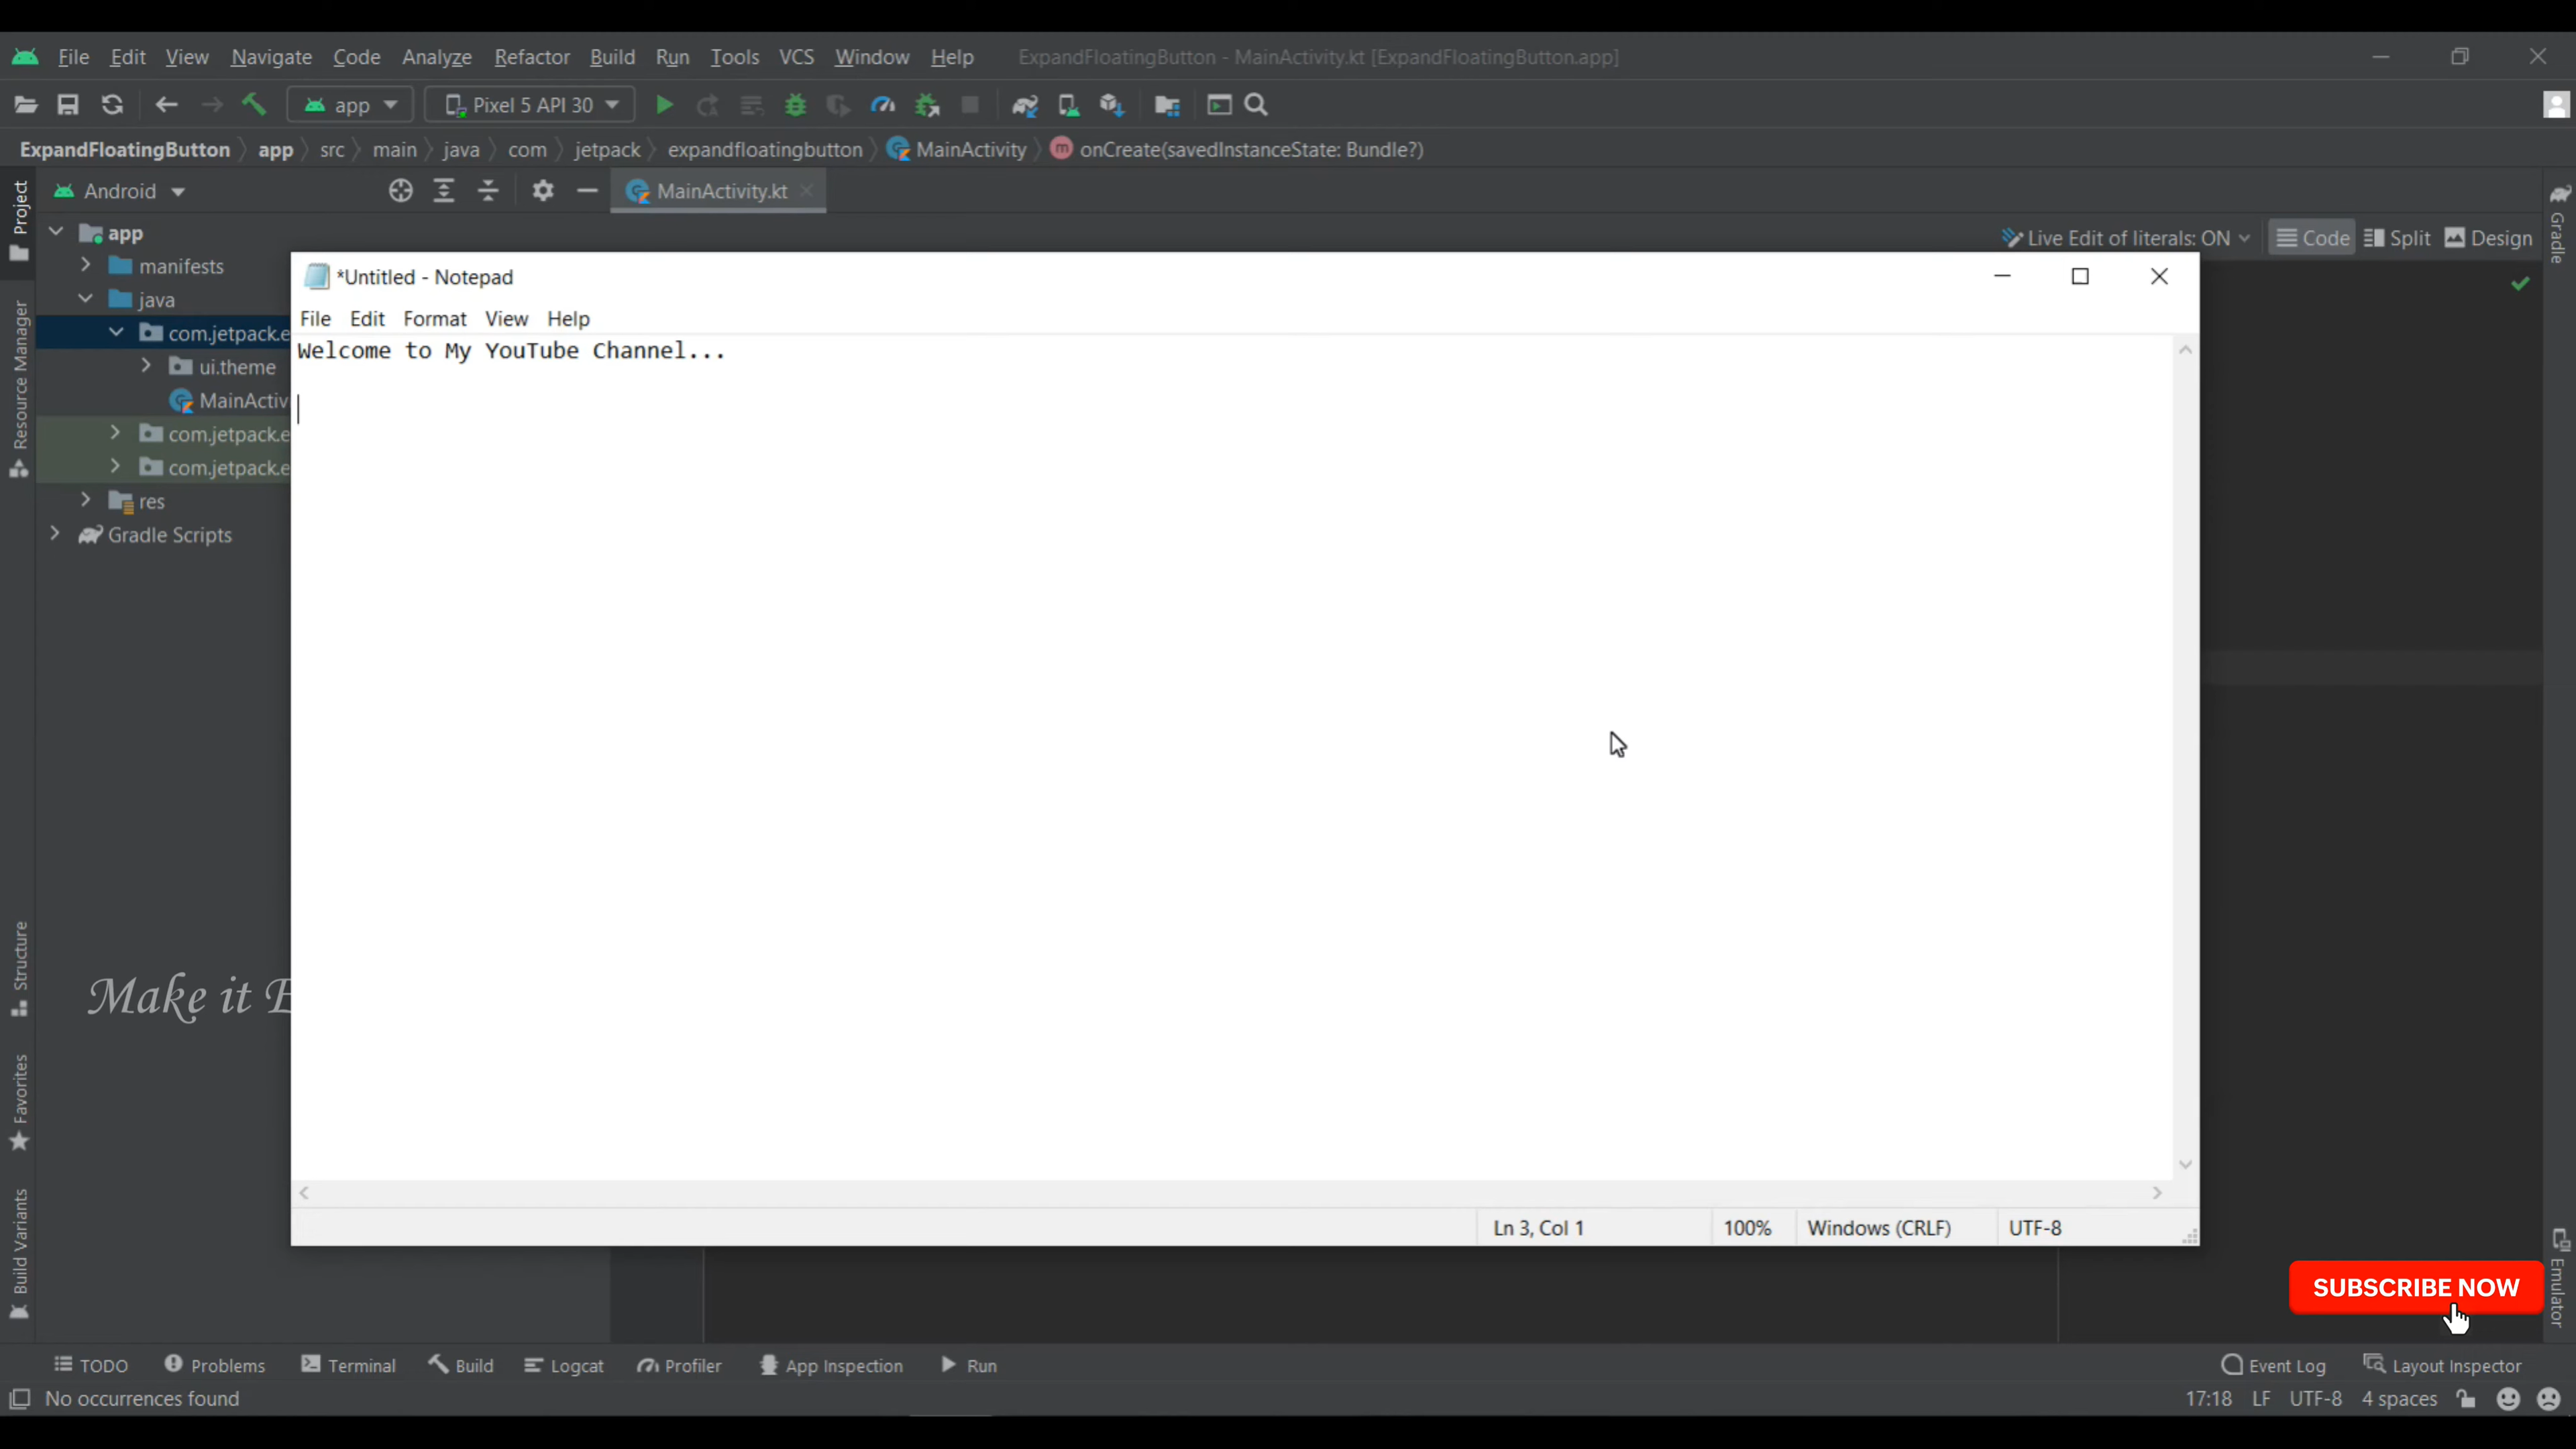 File Edit View Navigate Code Analyze Refactor Build Run Tools VCS Window Help ExpandFloatingButton - MainActivity.kt [ExpandFloatingButton.app]
app Pixel 5 API 30
ExpandFloatingButton app src main java com jetpack expandfloatingbutton MainActivity onCreate(savedInstanceState: Bundle?)
Project
Android MainActivity.kt
Gradle
app
Live Edit of literals: ON Code Split Design
manifests
java
com.jetpack.e
ui.theme
MainActiv
com.jetpack.e
com.jetpack.e
res
Gradle Scripts
Resource Manager
*Untitled - Notepad
File Edit Format View Help
Welcome to My YouTube Channel...
Ln 3, Col 1 100% Windows (CRLF) UTF-8
Structure
Make it E
Favorites
Build Variants
SUBSCRIBE NOW
Emulator
TODO Problems Terminal Build Logcat Profiler App Inspection Run Event Log Layout Inspector
No occurrences found 17:18 LF UTF-8 4 spaces